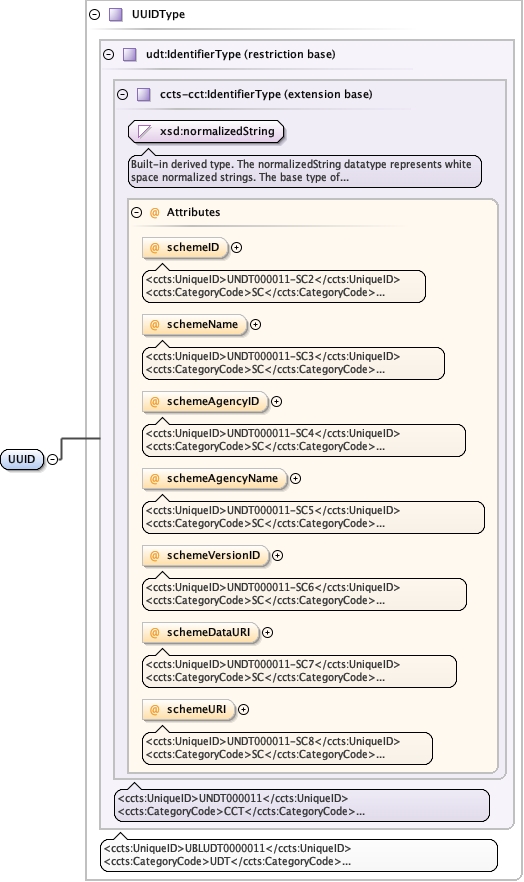 UUIDType
udt:IdentifierType (restriction base)
ccts-cct:IdentifierType (extension base)
xsd:normalizedString
Built-in derived type. The normalizedString datatype represents white
space normalized strings. The base type of...
@ Attributes
@ schemeID
<ccts:UniqueID>UNDT000011-SC2</ccts:UniqueID>
<ccts:CategoryCode>SC</ccts:CategoryCode>...
@ schemeName
<ccts:UniqueID>UNDT000011-SC3</ccts:UniqueID>
<ccts:CategoryCode>SC</ccts:CategoryCode>...
@ schemeAgencyID
<ccts:UniqueID>UNDT000011-SC4</ccts:UniqueID>
<ccts:CategoryCode>SC</ccts:CategoryCode>...
UUID
@ schemeAgencyName
<ccts:UniqueID>UNDT000011-SC5</ccts:UniqueID>
<ccts:CategoryCode>SC</ccts:CategoryCode>...
@ schemeVersionID
<ccts:UniqueID>UNDT000011-SC6</ccts:UniqueID>
<ccts:CategoryCode>SC</ccts:CategoryCode>...
@ schemeDataURI
<ccts:UniqueID>UNDT000011-SC7</ccts:UniqueID>
<ccts:CategoryCode>SC</ccts:CategoryCode>...
@ schemeURI
<ccts:UniqueID>UNDT000011-SC8</ccts:UniqueID>
<ccts:CategoryCode>SC</ccts:CategoryCode>...
<ccts:UniqueID>UNDT000011</ccts:UniqueID>
<ccts:CategoryCode>CCT</ccts:CategoryCode>...
<ccts:UniqueID>UBLUDT0000011</ccts:UniqueID>
<ccts:CategoryCode>UDT</ccts:CategoryCode>...